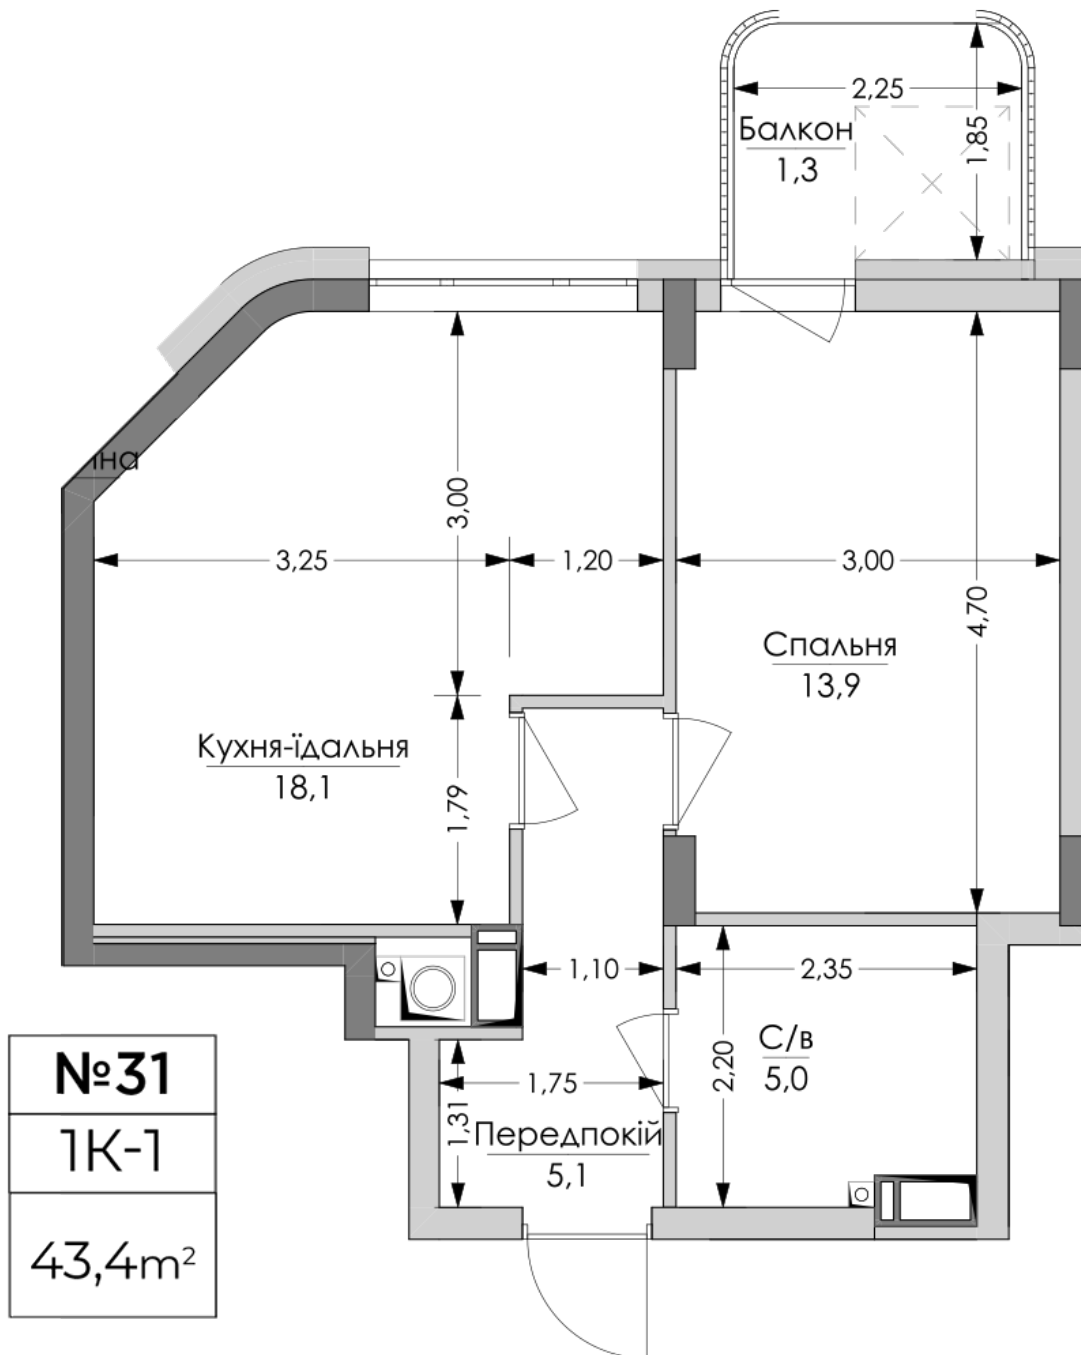 2,25
Балкон
1,3
1,85
3,00
3,25
1,20
3,00
4,70
Спальня
13,9
Кухня-їдальня
18,1
1,79
1,10
2,35
2,20
С/в
5,0
1,75
1,31
Передпокій
5,1
№31
1К-1
43,4m²